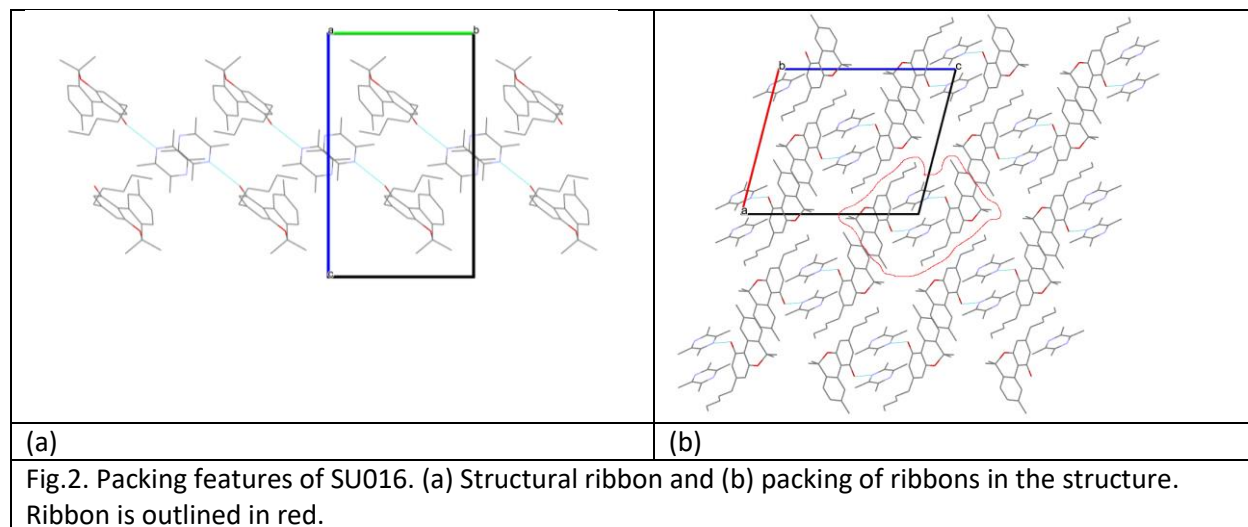 a b
c
b c
a
(a) (b)
Fig.2. Packing features of SU016. (a) Structural ribbon and (b) packing of ribbons in the structure.
Ribbon is outlined in red.